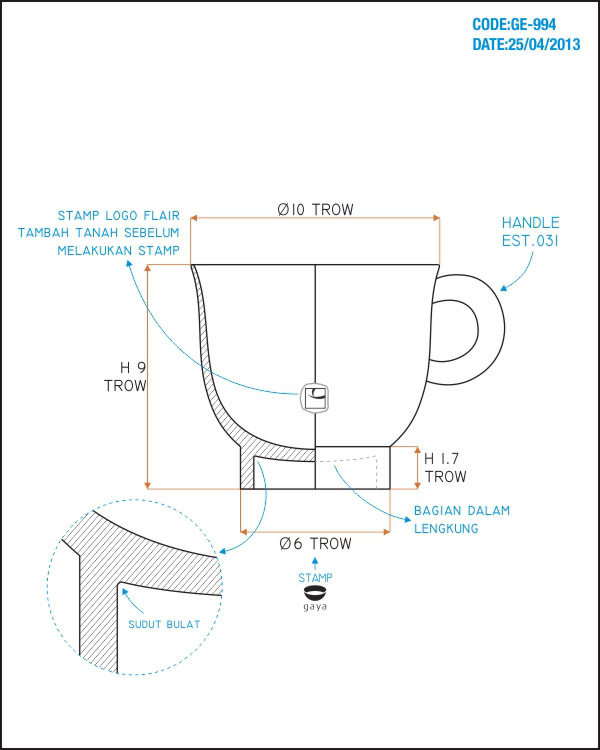 CODE:GE-994
DATE:25/04/2013
STAMP LOGO FLAIR
TAMBAH TANAH SEBELUM
MELAKUKAN STAMP
Ø10 TROW
HANDLE
EST.031
H 9
TROW
H 1.7
TROW
BAGIAN DALAM
LENGKUNG
Ø6 TROW
STAMP
gaya
SUDUT BULAT